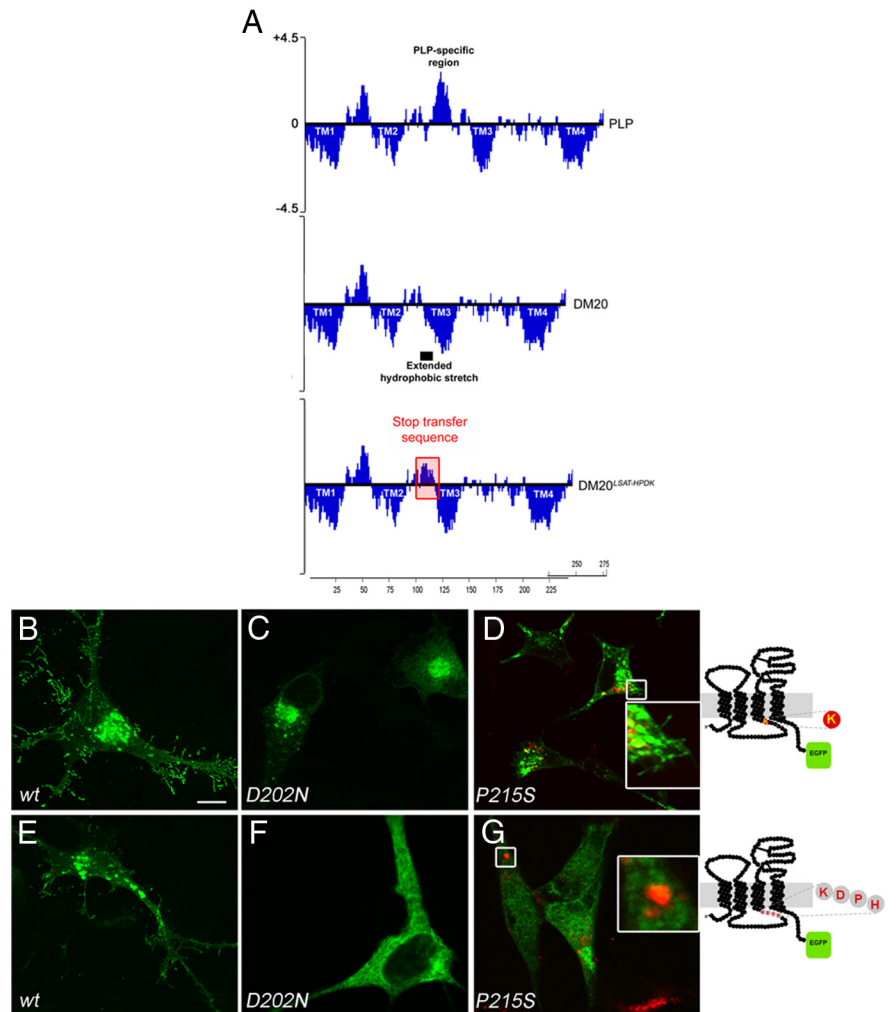 A
+4.5
PLP-specific
region
0
TM1 TM2 TM3 TM4
PLP
-4.5
DM20
TM1 TM2 TM3 TM4
Extended
hydrophobic stretch
Stop transfer
sequence
TM1 TM2 TM3 TM4
DM20LSAT-HPDK
250 275
25 50 75 100 125 150 175 200 225
B
wt
C
D202N
D
P215S
K
EGFP
E
wt
F
D202N
G
P215S
K D P H
EGFP